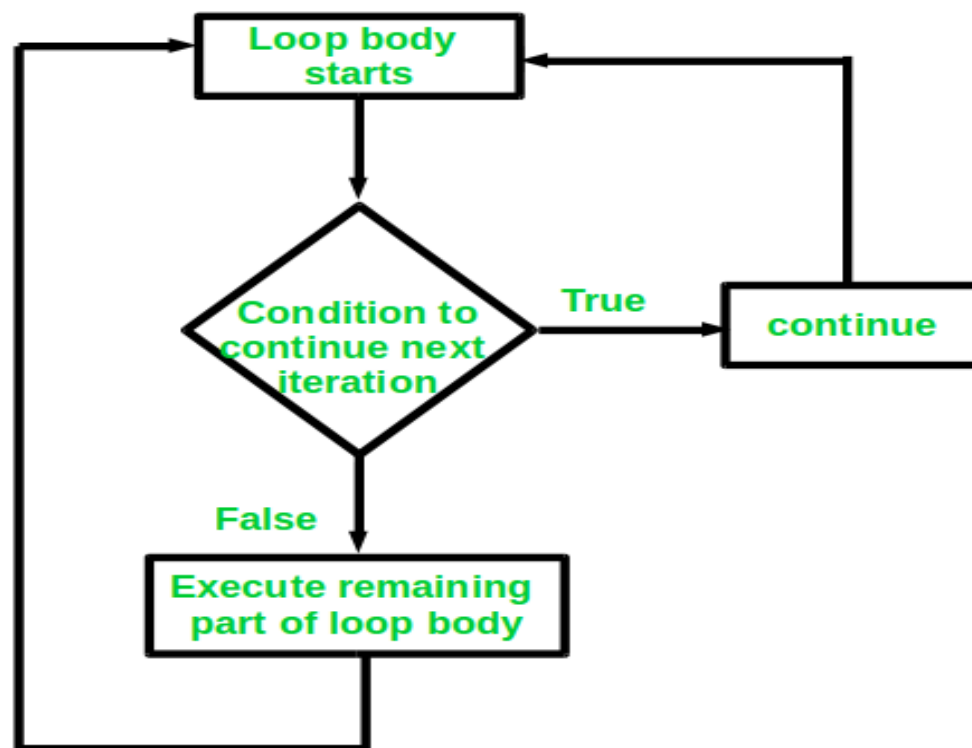 Loop body
starts
Condition to
continue next
iteration
True
continue
False
Execute remaining
part of loop body